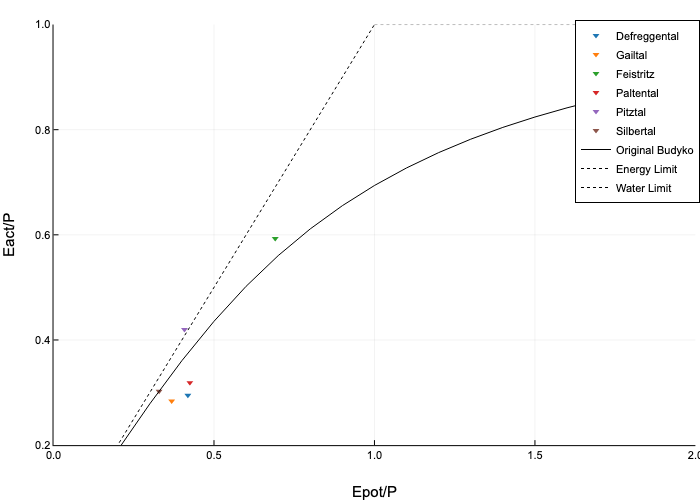 1.0
0.8
0.6
0.4
0.2
Eact/P
0.0
0.5
1.0
1.5
2.0
Epot/P
Defreggental
Gailtal
Feistritz
Paltental
Pitztal
Silbertal
Original Budyko
Energy Limit
Water Limit